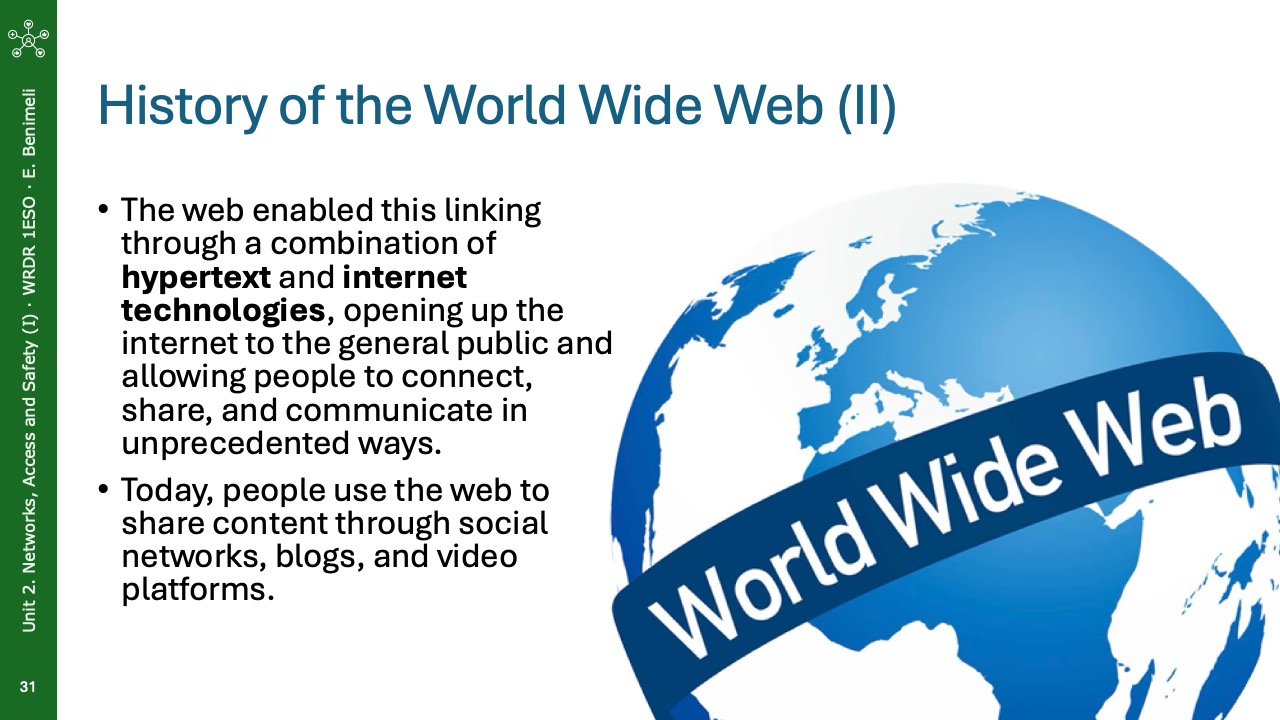 History of the World Wide Web (II)
• The web enabled this linking
through a combination of
hypertext and internet
technologies, opening up the
internet to the general public and
allowing people to connect,
share, and communicate in
unprecedented ways.
• Today, people use the web to
share content through social
networks, blogs, and video
platforms.
World Wide Web
Unit 2. Networks, Access and Safety (I) · WRDR 1ESO · E. Benimeli
31